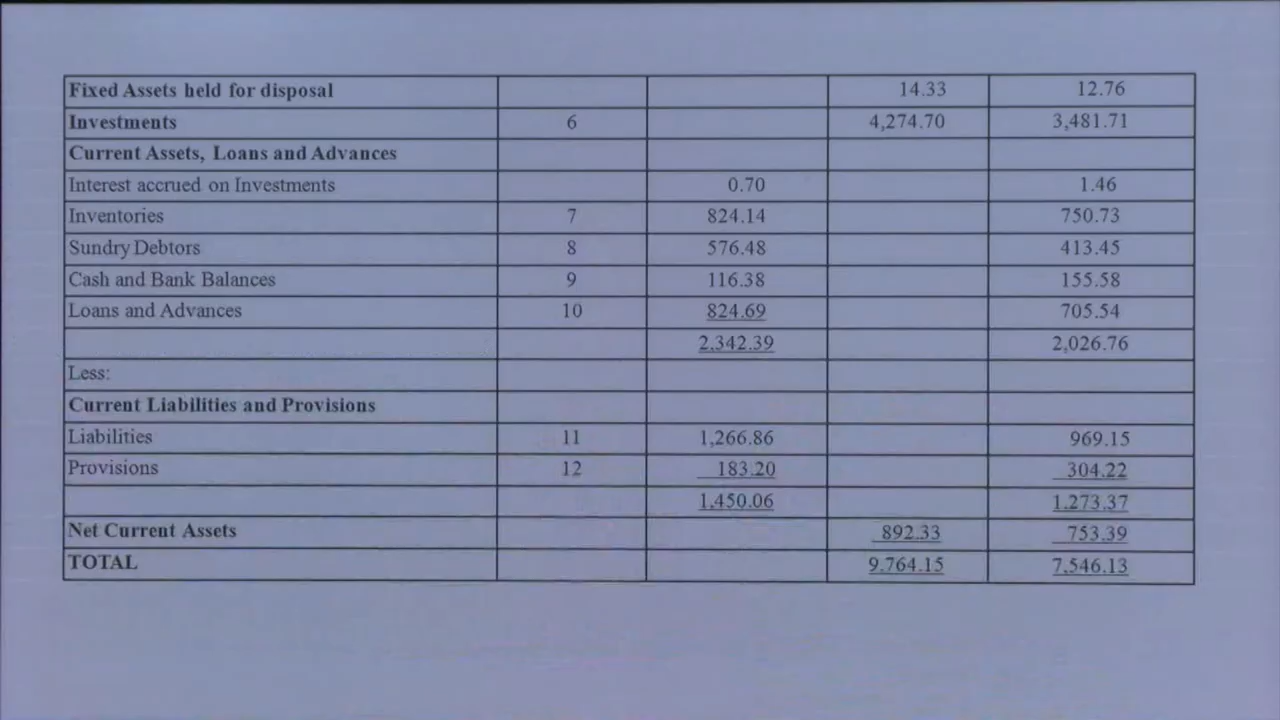 Fixed Assets held for disposal 14.33 12.76
Investments 6 4,274.70 3,481.71
Current Assets, Loans and Advances
Interest accrued on Investments 0.70 1.46
Inventories 7 824.14 750.73
Sundry Debtors 8 576.48 413.45
Cash and Bank Balances 9 116.38 155.58
Loans and Advances 10 824.69 705.54
2,342.39 2,026.76
Less:
Current Liabilities and Provisions
Liabilities 11 1,266.86 969.15
Provisions 12 183.20 304.22
1,450.06 1,273.37
Net Current Assets 892.33 753.39
TOTAL 9,764.15 7,546.13